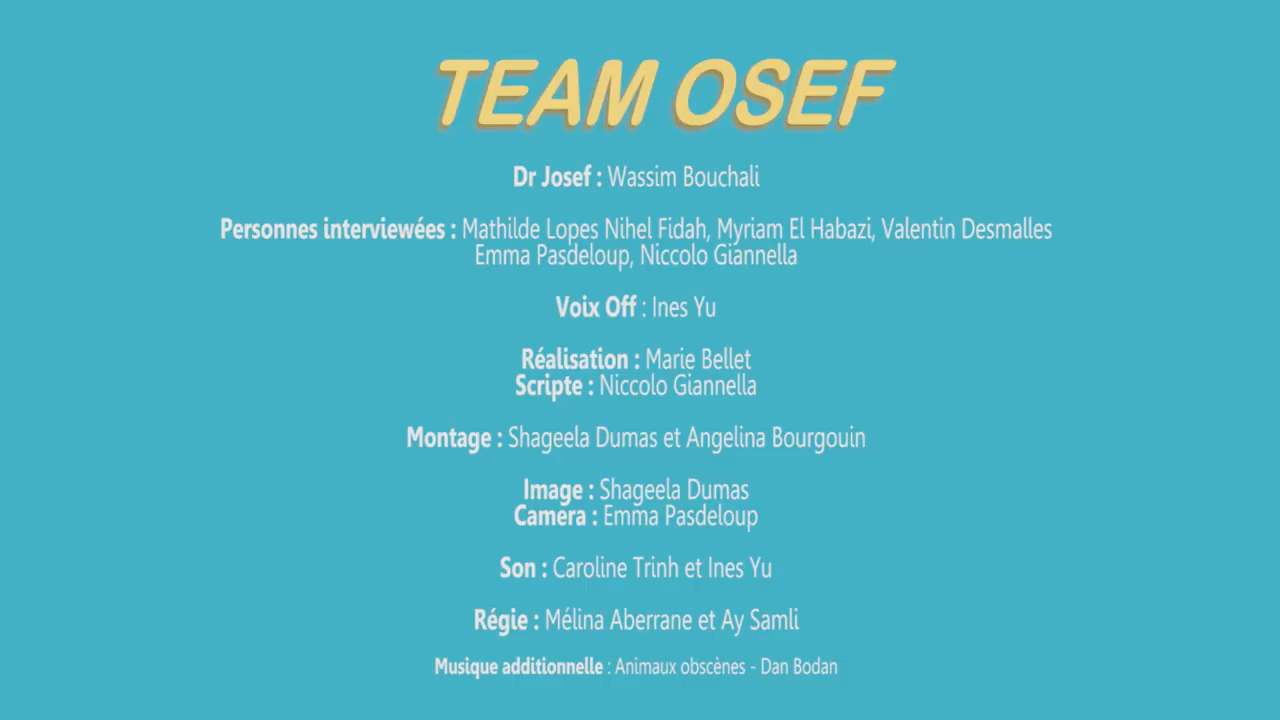 TEAM OSEF
Dr Josef : Wassim Bouchali
Personnes interviewées : Mathilde Lopes Nihel Fidah, Myriam El Habazi, Valentin Desmalles
Emma Pasdeloup, Niccolo Giannella
Voix Off : Ines Yu
Réalisation : Marie Bellet
Scripte : Niccolo Giannella
Montage : Shageela Dumas et Angelina Bourgouin
Image : Shageela Dumas
Caméra : Emma Pasdeloup
Son : Caroline Trinh et Ines Yu
Régie : Mélina Aberrane et Ay Samli
Musique additionnelle : Animaux obscènes - Dan Bodan